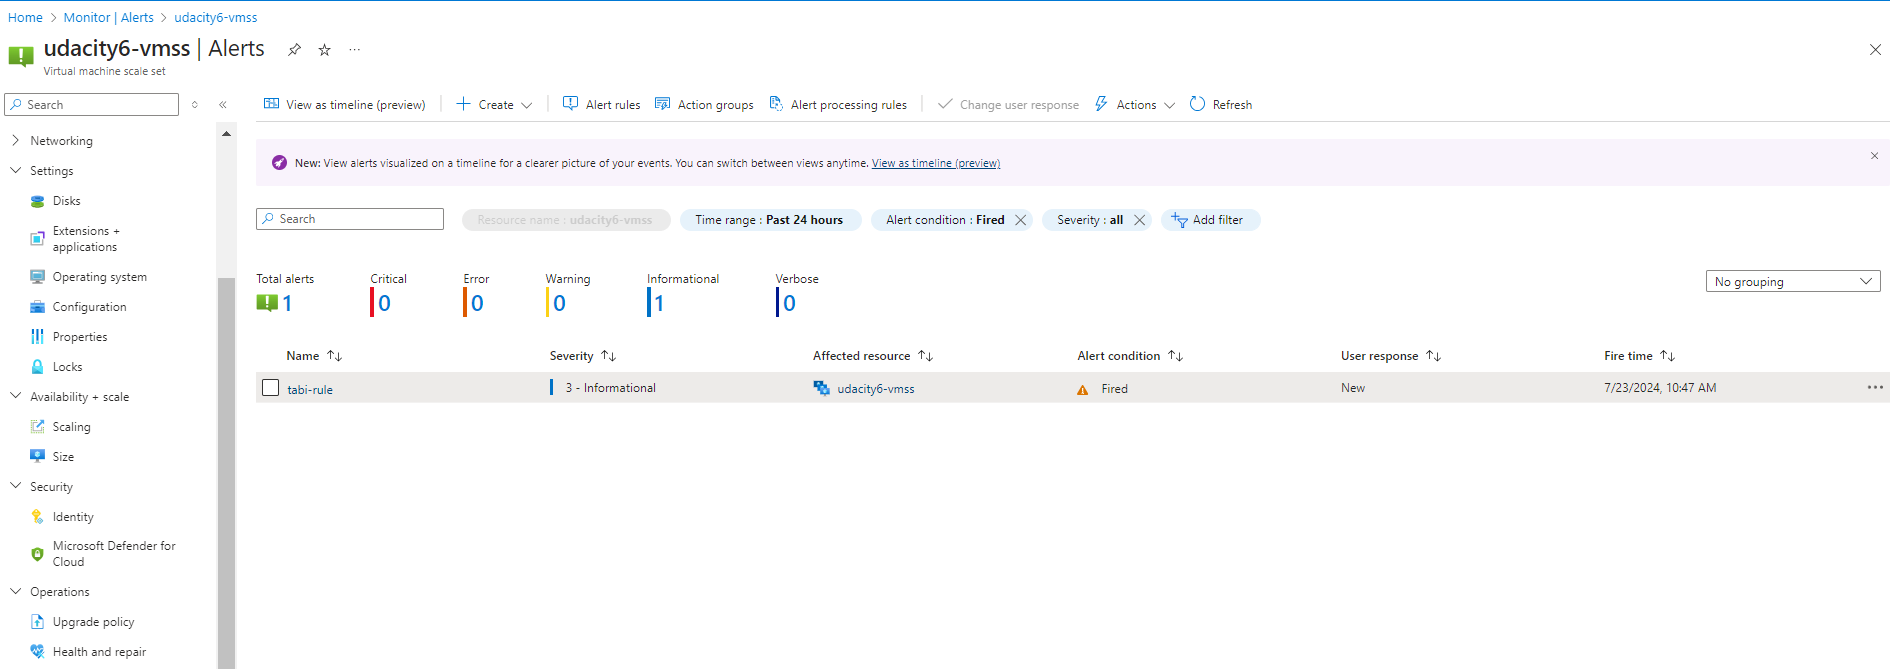 Home > Monitor | Alerts > udacity6-vmss
udacity6-vmss | Alerts
Virtual machine scale set
Search
View as timeline (preview)
Create
Alert rules
Action groups
Alert processing rules
Change user response
Actions
Refresh
Networking
Settings
Disks
Extensions +
applications
Operating system
Configuration
Properties
Locks
Availability + scale
Scaling
Size
Security
Identity
Microsoft Defender for
Cloud
Operations
Upgrade policy
Health and repair
New: View alerts visualized on a timeline for a clearer picture of your events. You can switch between views anytime. View as timeline (preview)
Search
Resource name : udacity6-vmss
Time range : Past 24 hours
Alert condition : Fired
Severity : all
Add filter
Total alerts
1
Critical
0
Error
0
Warning
0
Informational
1
Verbose
0
No grouping
Name Severity Affected resource Alert condition User response Fire time
tabi-rule 3 - Informational udacity6-vmss Fired New 7/23/2024, 10:47 AM